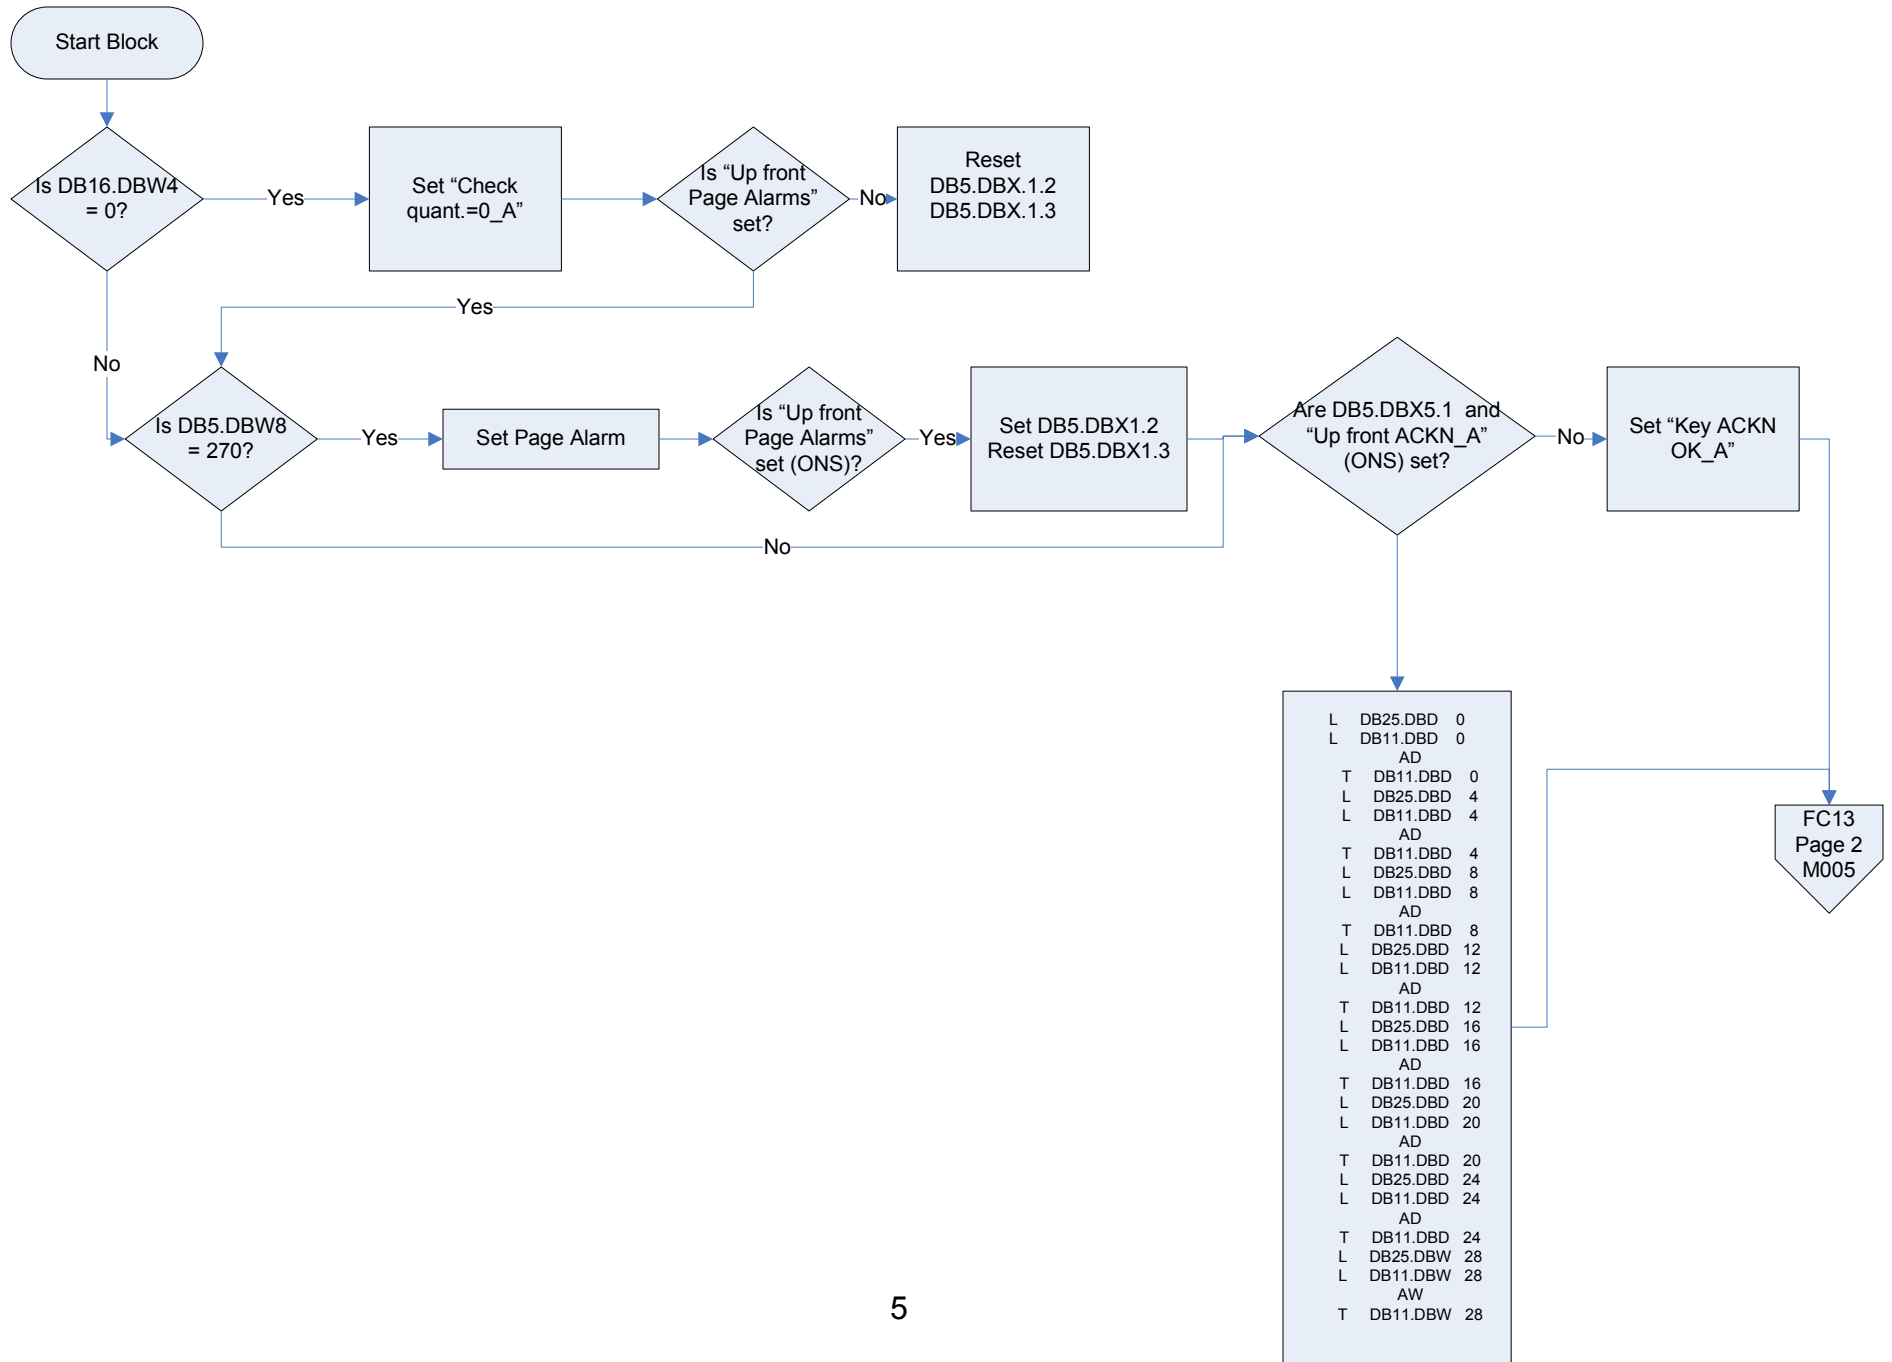 Start Block
Is DB16.DBW4
= 0?
Yes
Set “Check
quant.=0_A”
Is “Up front
Page Alarms”
set?
No
Reset
DB5.DBX.1.2
DB5.DBX.1.3
Yes
No
Is DB5.DBW8
= 270?
Yes
Set Page Alarm
Is “Up front
Page Alarms”
set (ONS)?
Yes
Set DB5.DBX1.2
Reset DB5.DBX1.3
Are DB5.DBX5.1 and
“Up front ACKN_A”
(ONS) set?
No
Set “Key ACKN
OK_A”
No
L DB25.DBD 0
L DB11.DBD 0
AD
T DB11.DBD 0
L DB25.DBD 4
L DB11.DBD 4
AD
T DB11.DBD 4
L DB25.DBD 8
L DB11.DBD 8
AD
T DB11.DBD 8
L DB25.DBD 12
L DB11.DBD 12
AD
T DB11.DBD 12
L DB25.DBD 16
L DB11.DBD 16
AD
T DB11.DBD 16
L DB25.DBD 20
L DB11.DBD 20
AD
T DB11.DBD 20
L DB25.DBD 24
L DB11.DBD 24
AD
T DB11.DBD 24
L DB25.DBW 28
L DB11.DBW 28
AW
T DB11.DBW 28
FC13
Page 2
M005
5